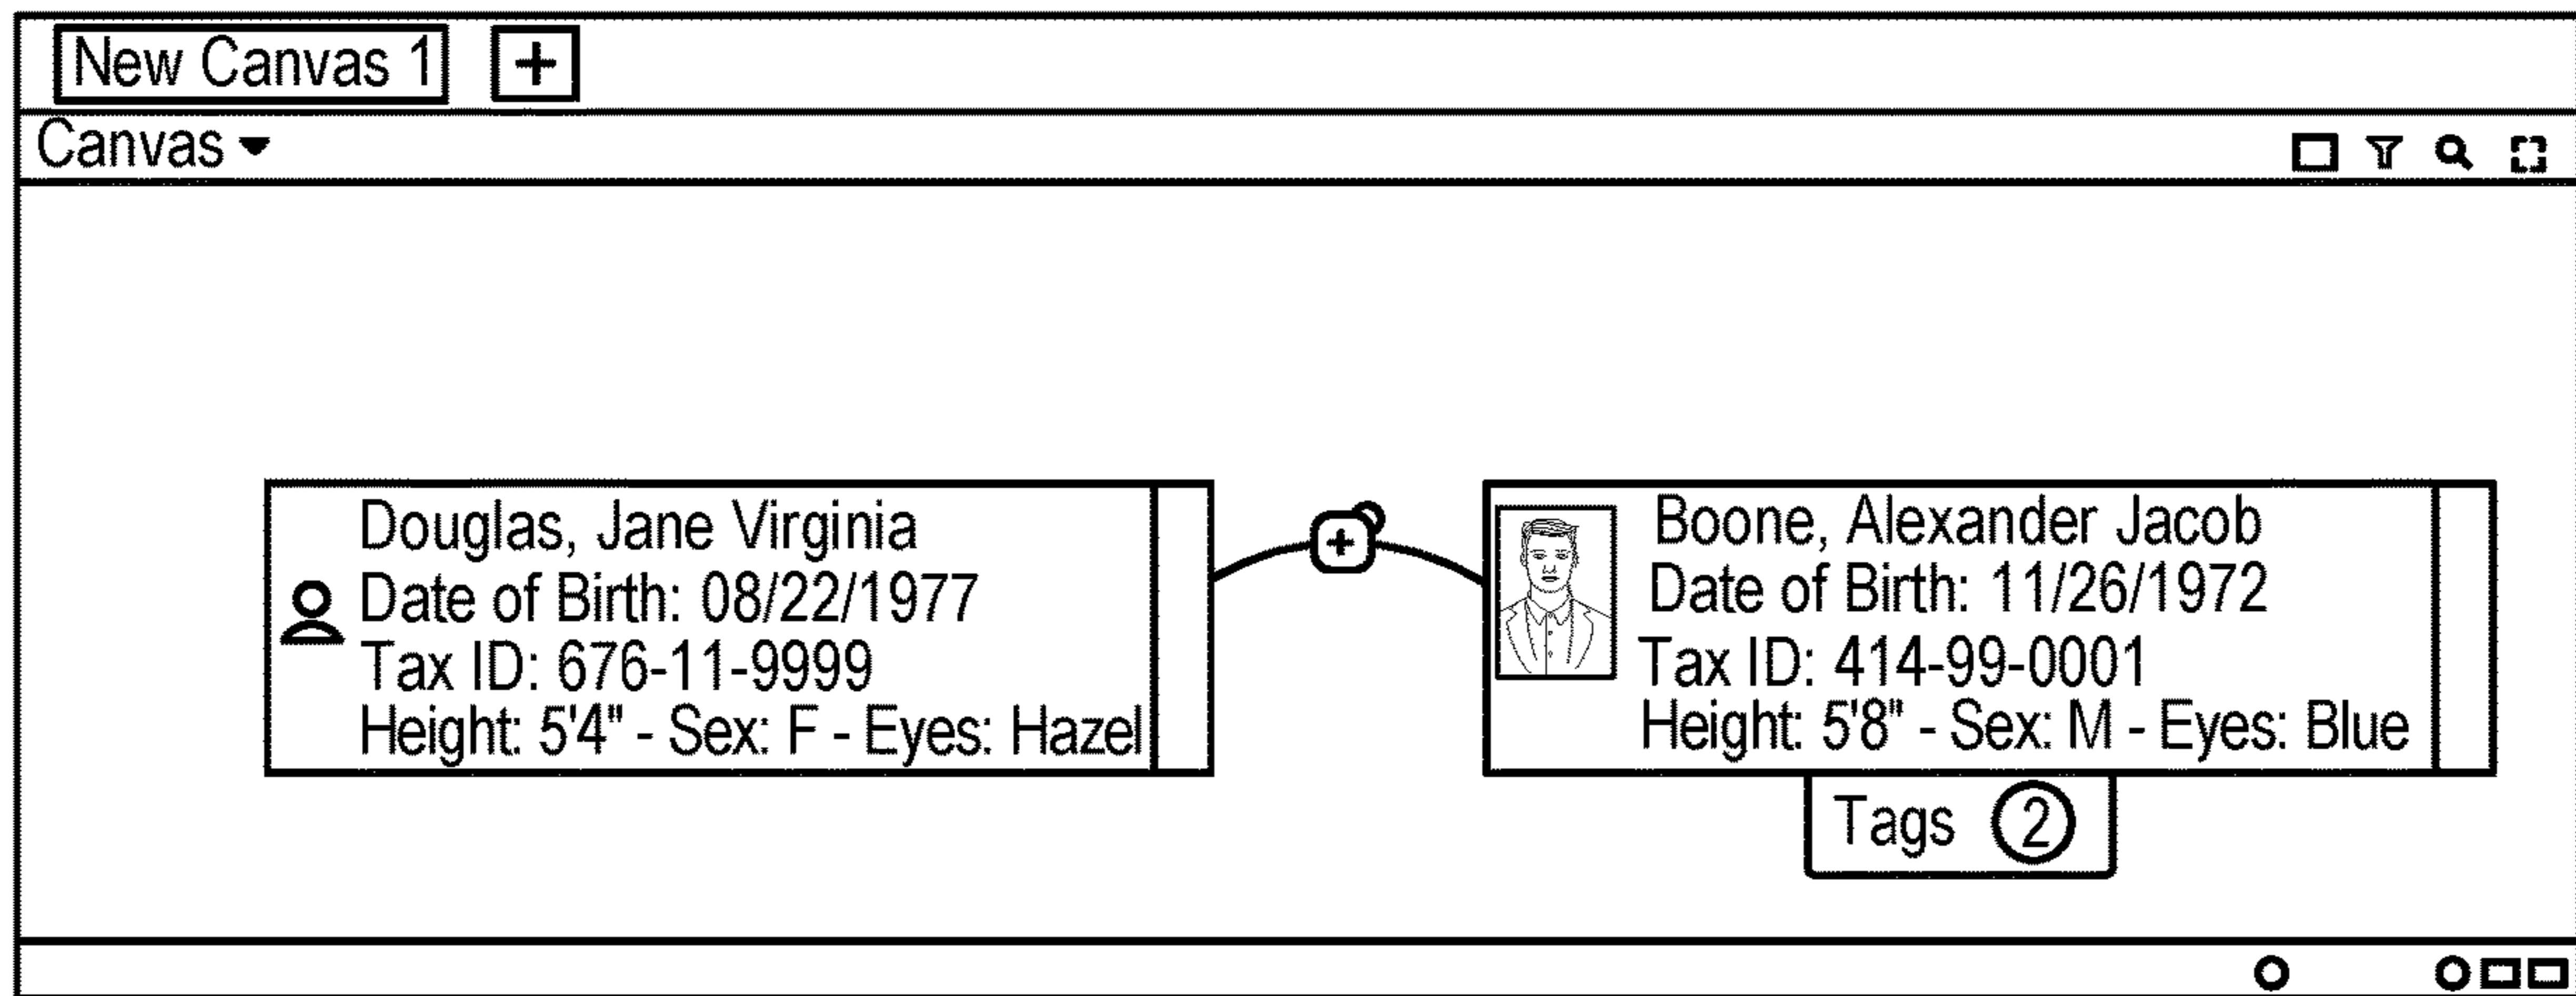 New Canvas 1 +
Canvas
Douglas, Jane Virginia
Date of Birth: 08/22/1977
Tax ID: 676-11-9999
Height: 5'4" - Sex: F - Eyes: Hazel
+
Boone, Alexander Jacob
Date of Birth: 11/26/1972
Tax ID: 414-99-0001
Height: 5'8" - Sex: M - Eyes: Blue
Tags 2